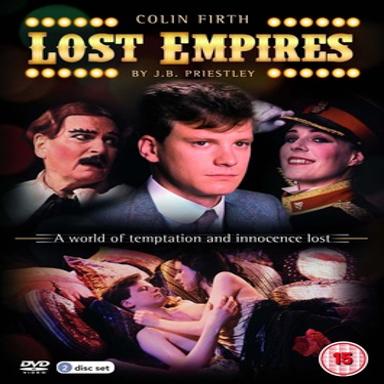 COLIN FIRTH
LOST EMPIRES
BY J.B. PRIESTLEY
A world of temptation and innocence lost
DVD
VIDEO
2 disc set
15